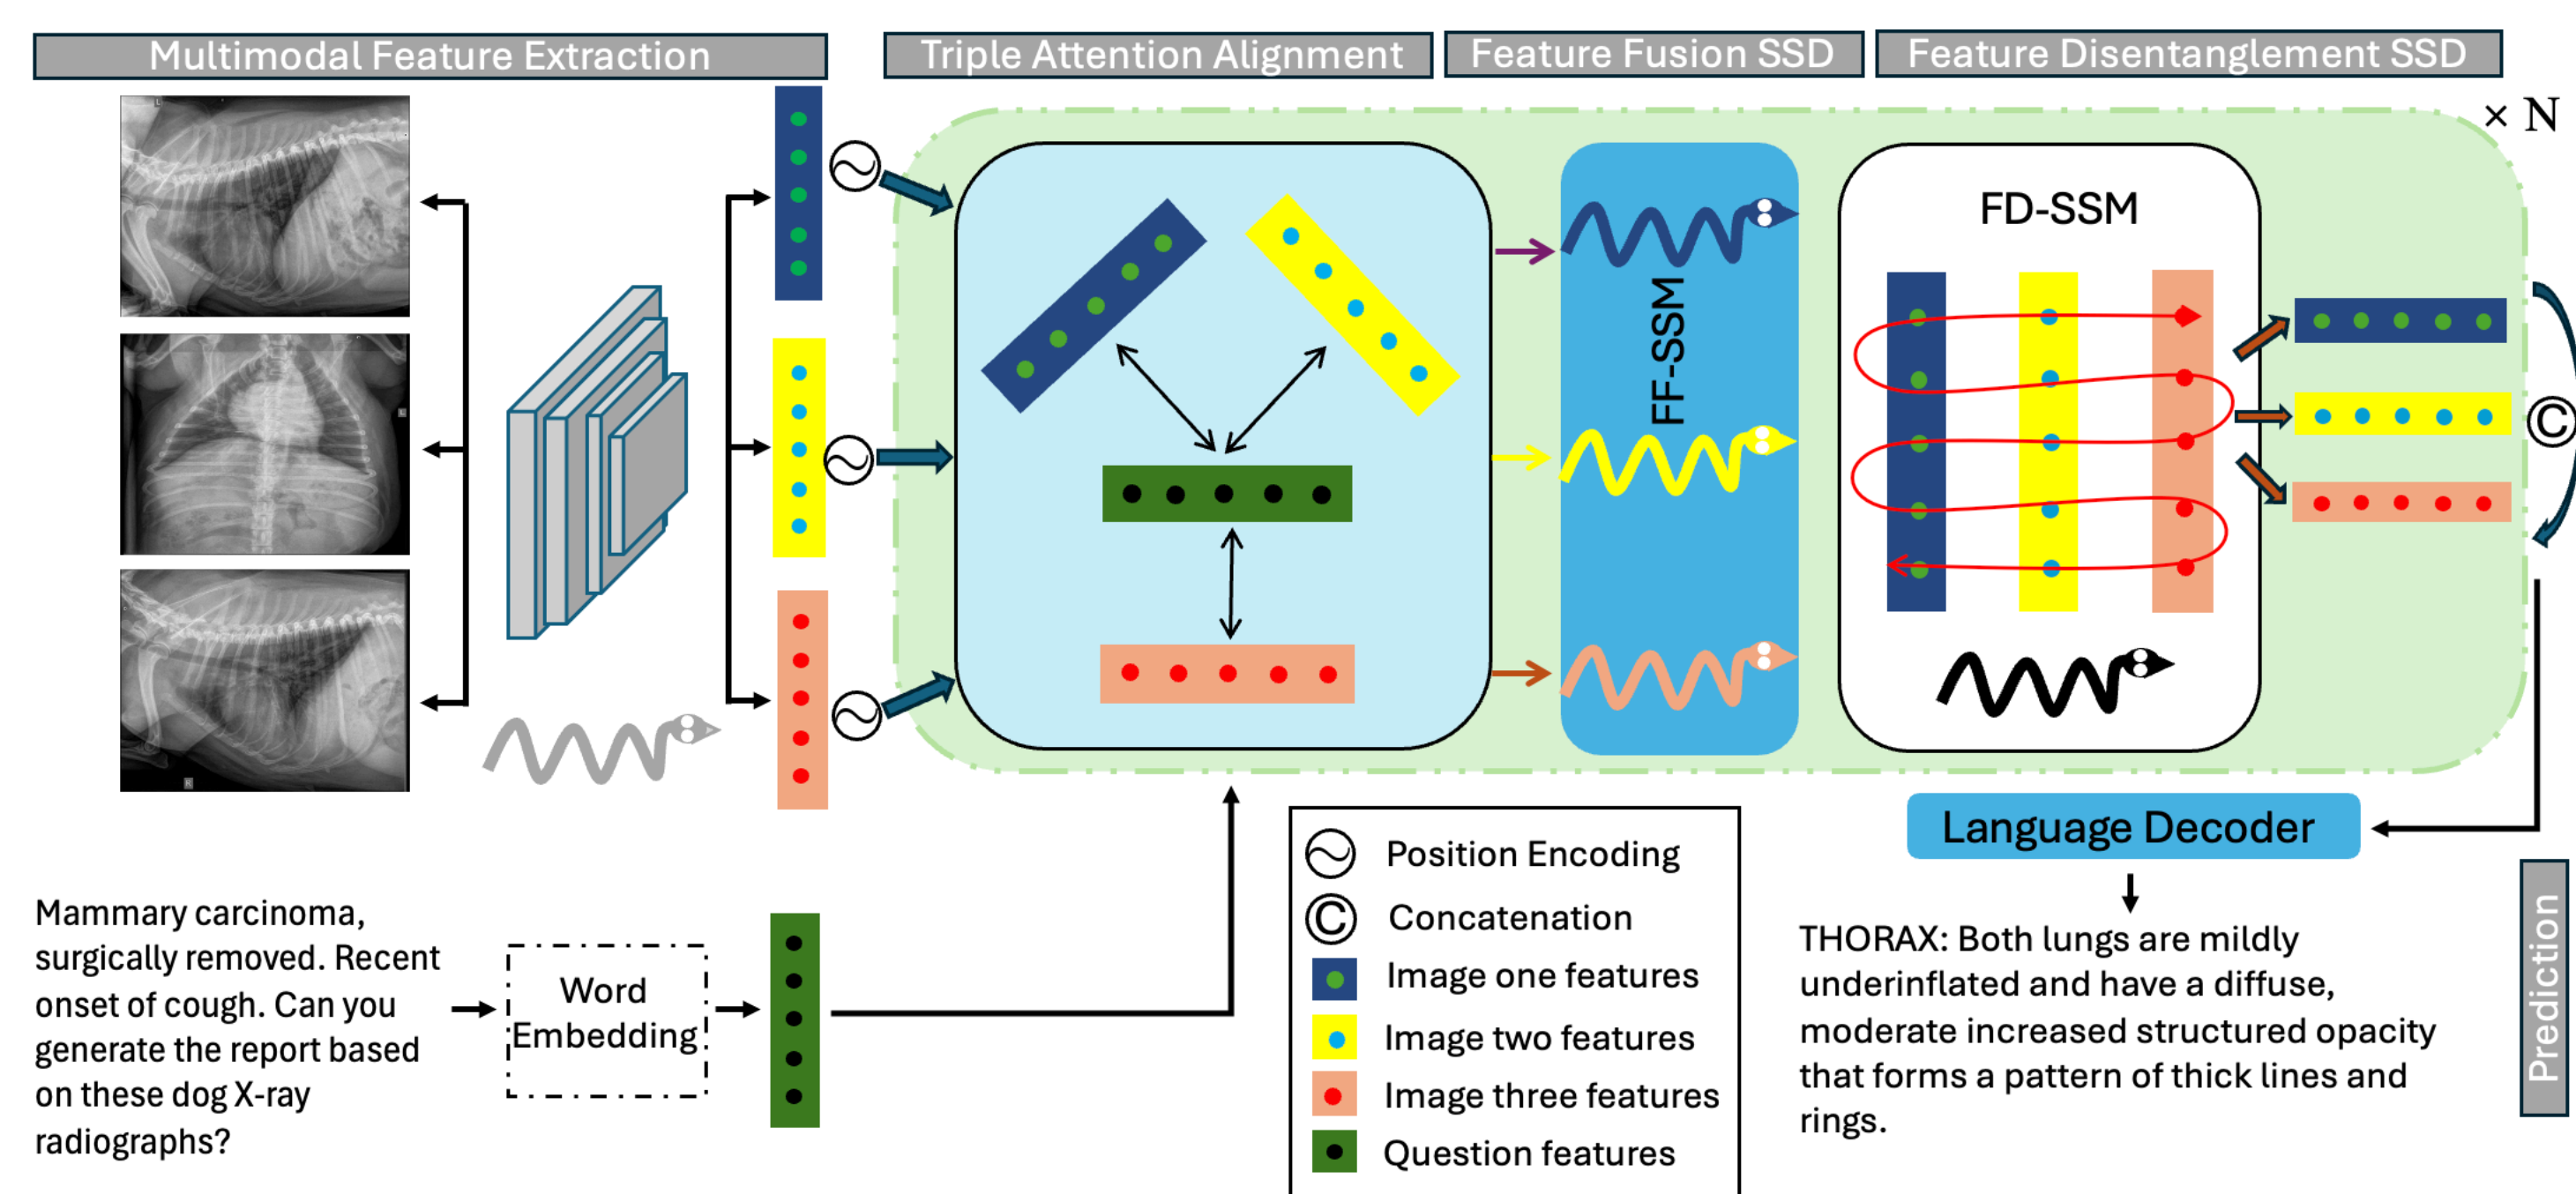 Multimodal Feature Extraction
Triple Attention Alignment
Feature Fusion SSD
Feature Disentanglement SSD
× N
FF-SSM
FD-SSM
©
Mammary carcinoma,
surgically removed. Recent
onset of cough. Can you
generate the report based
on these dog X-ray
radiographs?
Word
Embedding
Position Encoding
© Concatenation
Image one features
Image two features
Image three features
Question features
Language Decoder
THORAX: Both lungs are mildly
underinflated and have a diffuse,
moderate increased structured opacity
that forms a pattern of thick lines and
rings.
Prediction